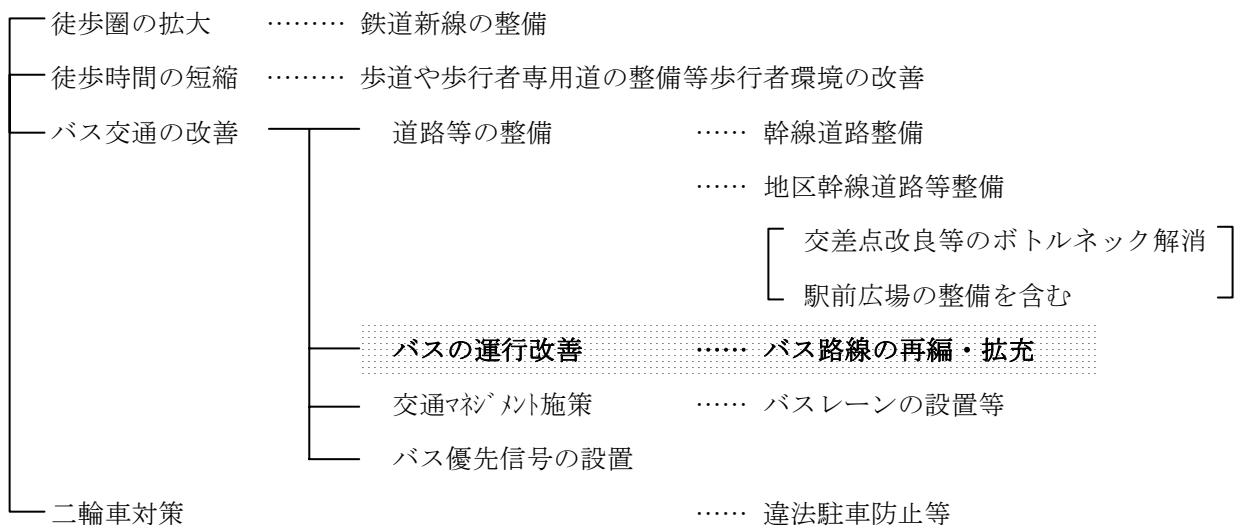 徒歩圏の拡大 ……… 鉄道新線の整備
徒歩時間の短縮 ……… 歩道や歩行者専用道の整備等歩行者環境の改善
バス交通の改善 道路等の整備 …… 幹線道路整備
…… 地区幹線道路等整備
交差点改良等のボトルネック解消
駅前広場の整備を含む
バスの運行改善 …… バス路線の再編・拡充
交通ﾏﾈｼﾞﾒﾝﾄ施策 …… バスレーンの設置等
バス優先信号の設置
二輪車対策 …… 違法駐車防止等